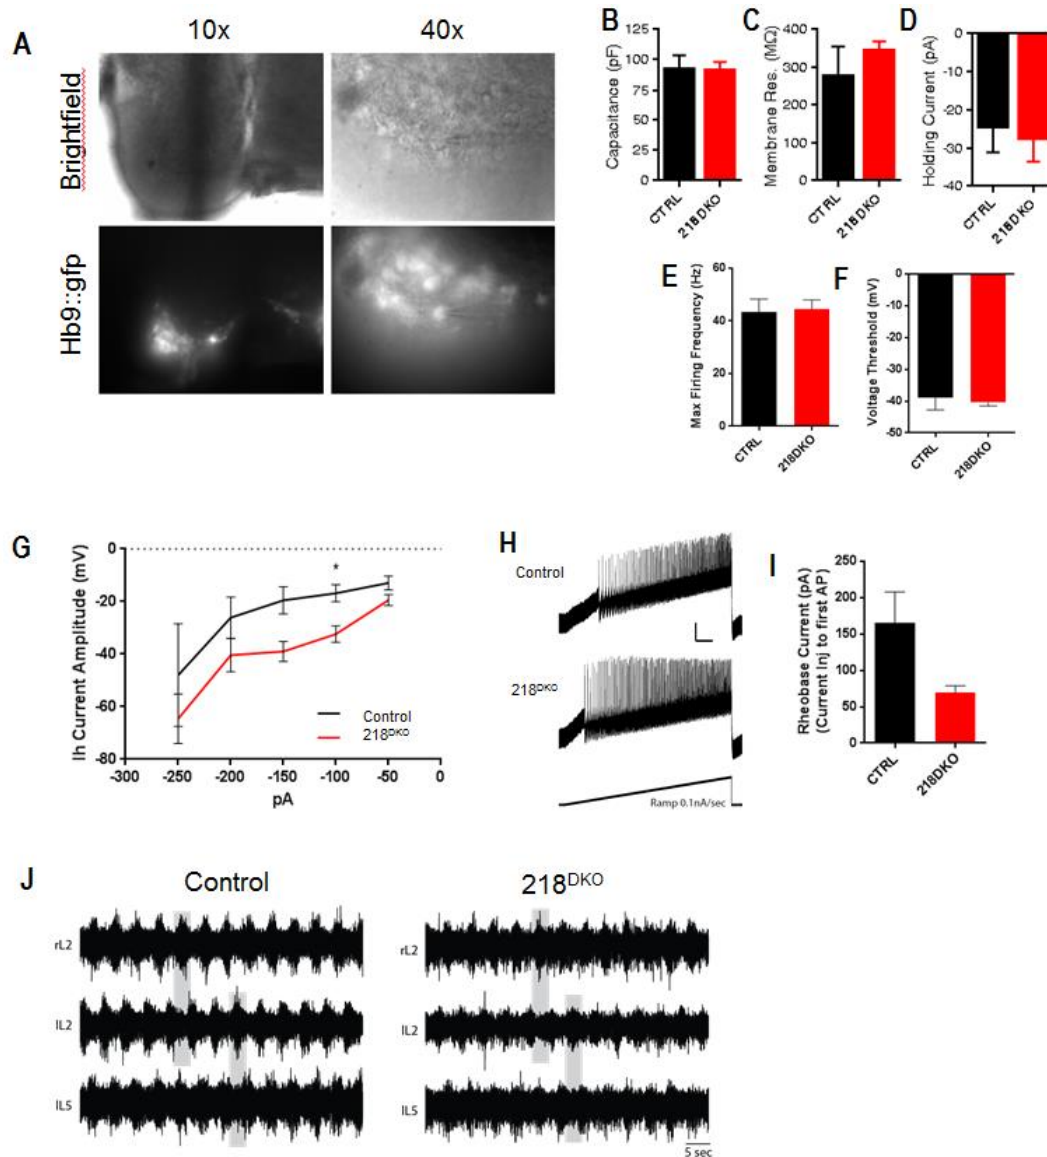 A
10x
40x
Brightfield
Hb9::gfp
B
Capacitance (pF)
125
100
75
50
25
0
CTRL
218DKO
C
Membrane Res. (MΩ)
400
300
200
100
0
CTRL
218DKO
D
Holding Current (pA)
0
-10
-20
-30
-40
CTRL
218DKO
E
Max Firing Frequency (Hz)
60
40
20
0
CTRL
218DKO
F
Voltage Threshold (mV)
0
-10
-20
-30
-40
-50
CTRL
218DKO
G
Ih Current Amplitude (mV)
0
-20
-40
-60
-80
*
Control
218DKO
-300
-250
-200
-150
-100
-50
0
pA
H
Control
218DKO
Ramp 0.1nA/sec
I
Rheobase Current (pA)
(Current Inj to first AP)
250
200
150
100
50
0
CTRL
218DKO
J
Control
218DKO
rL2
lL2
lL5
rL2
lL2
lL5
5 sec